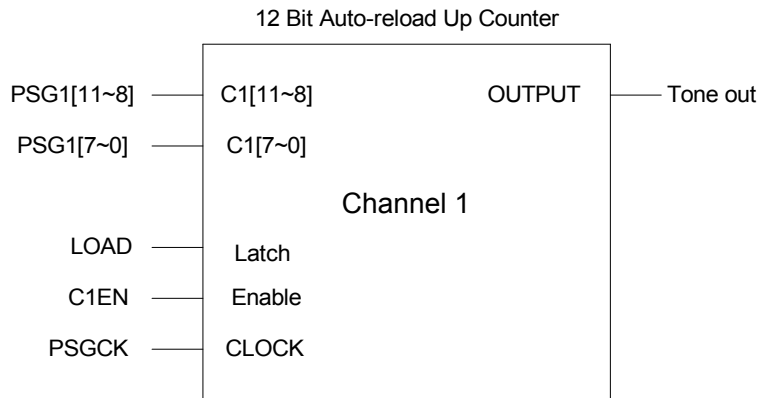 12 Bit Auto-reload Up Counter
PSG1[11~8] C1[11~8] OUTPUT Tone out
PSG1[7~0] C1[7~0]
Channel 1
LOAD Latch
C1EN Enable
PSGCK CLOCK